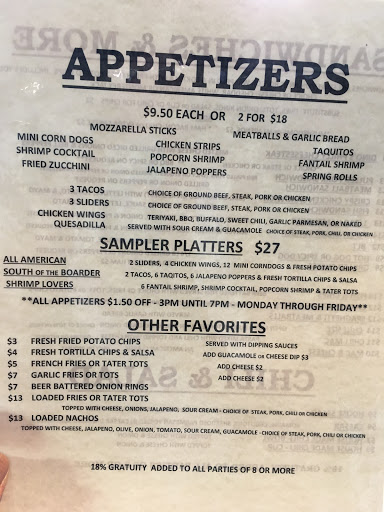 APPETIZERS
$9.50 EACH OR 2 FOR $18
MOZZARELLA STICKS MEATBALLS & GARLIC BREAD
MINI CORN DOGS CHICKEN STRIPS TAQUITOS
SHRIMP COCKTAIL POPCORN SHRIMP FANTAIL SHRIMP
FRIED ZUCCHINI JALAPENO POPPERS SPRING ROLLS
3 TACOS CHOICE OF GROUND BEEF, STEAK, PORK OR CHICKEN
3 SLIDERS CHOICE OF GROUND BEEF, STEAK, PORK OR CHICKEN
CHICKEN WINGS TERIYAKI, BBQ, BUFFALO, SWEET CHILI, GARLIC PARMESAN, OR NAKED
QUESADILLA SERVED WITH SOUR CREAM & GUACAMOLE CHOICE OF STEAK, PORK, CHILI, OR CHICKEN
SAMPLER PLATTERS $27
ALL AMERICAN 2 SLIDERS, 4 CHICKEN WINGS, 12 MINI CORNDOGS & FRESH POTATO CHIPS
SOUTH OF THE BOARDER 2 TACOS, 6 TAQITOS, 6 JALAPENO POPPERS & FRESH TORTILLA CHIPS & SALSA
SHRIMP LOVERS 6 FANTAIL SHRIMP, SHRIMP COCKTAIL, POPCORN SHRIMP & TATER TOTS
**ALL APPETIZERS $1.50 OFF - 3PM UNTIL 7PM - MONDAY THROUGH FRIDAY**
OTHER FAVORITES
$3 FRESH FRIED POTATO CHIPS SERVED WITH DIPPING SAUCES
$4 FRESH TORTILLA CHIPS & SALSA ADD GUACAMOLE OR CHEESE DIP $3
$5 FRENCH FRIES OR TATER TOTS ADD CHEESE $2
$7 GARLIC FRIES OR TOTS ADD CHEESE $2
$7 BEER BATTERED ONION RINGS
$13 LOADED FRIES OR TATER TOTS
TOPPED WITH CHEESE, ONIONS, JALAPENO, SOUR CREAM - CHOICE OF STEAK, PORK, CHILI OR CHICKEN
$13 LOADED NACHOS
TOPPED WITH CHEESE, JALAPENO, OLIVE, ONION, TOMATO, SOUR CREAM, GUACAMOLE - CHOICE OF STEAK, PORK, CHILI OR CHICKEN
18% GRATUITY ADDED TO ALL PARTIES OF 8 OR MORE